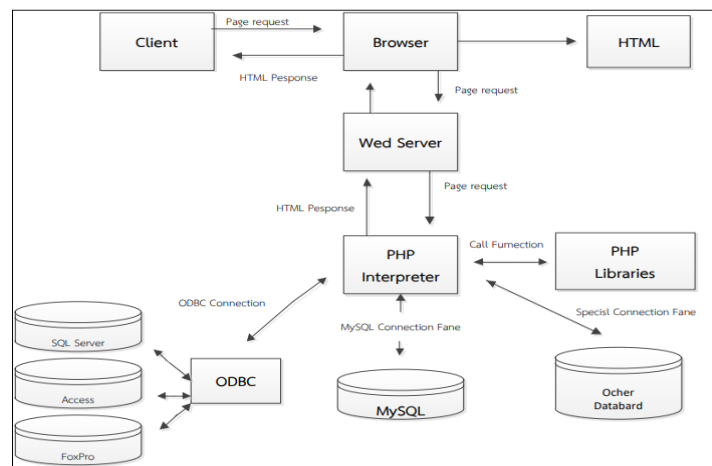 Page request
Client
Browser
HTML
HTML Pesponse
Page request
Wed Server
Page request
HTML Pesponse
Call Fumection
PHP
Interpreter
PHP
Libraries
ODBC Connection
Specisl Connection Fane
MySQL Connection Fane
SQL Server
ODBC
Access
MySQL
Ocher
Databard
FoxPro